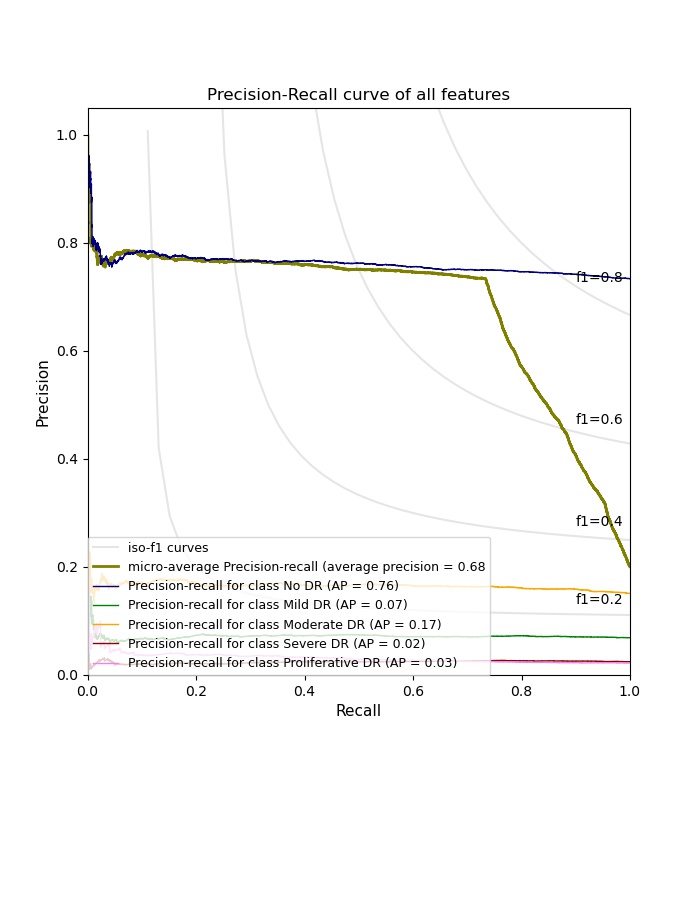 Precision-Recall curve of all features
1.0
0.8
0.6
0.4
0.2
0.0
Precision
f1=0.8
f1=0.6
f1=0.4
f1=0.2
iso-f1 curves
micro-average Precision-recall (average precision = 0.68
Precision-recall for class No DR (AP = 0.76)
Precision-recall for class Mild DR (AP = 0.07)
Precision-recall for class Moderate DR (AP = 0.17)
Precision-recall for class Severe DR (AP = 0.02)
Precision-recall for class Proliferative DR (AP = 0.03)
0.0 0.2 0.4 0.6 0.8 1.0
Recall